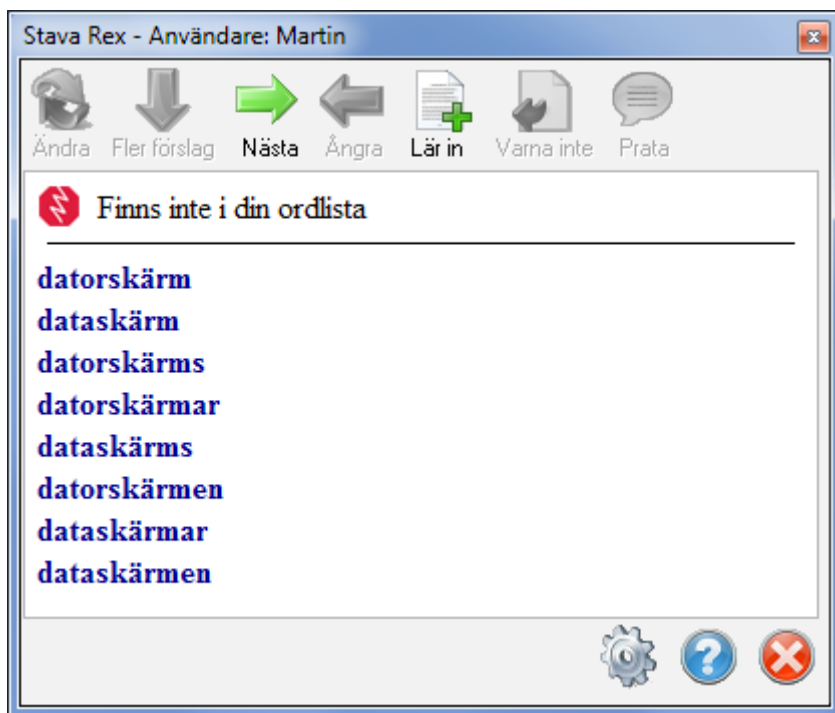 Stava Rex - Användare: Martin
Ändra Fler förslag Nästa Ångra Lär in Varna inte Prata
Finns inte i din ordlista
datorskärm
dataskärm
datorskärms
datorskärmar
dataskärms
datorskärmen
dataskärmar
dataskärmen